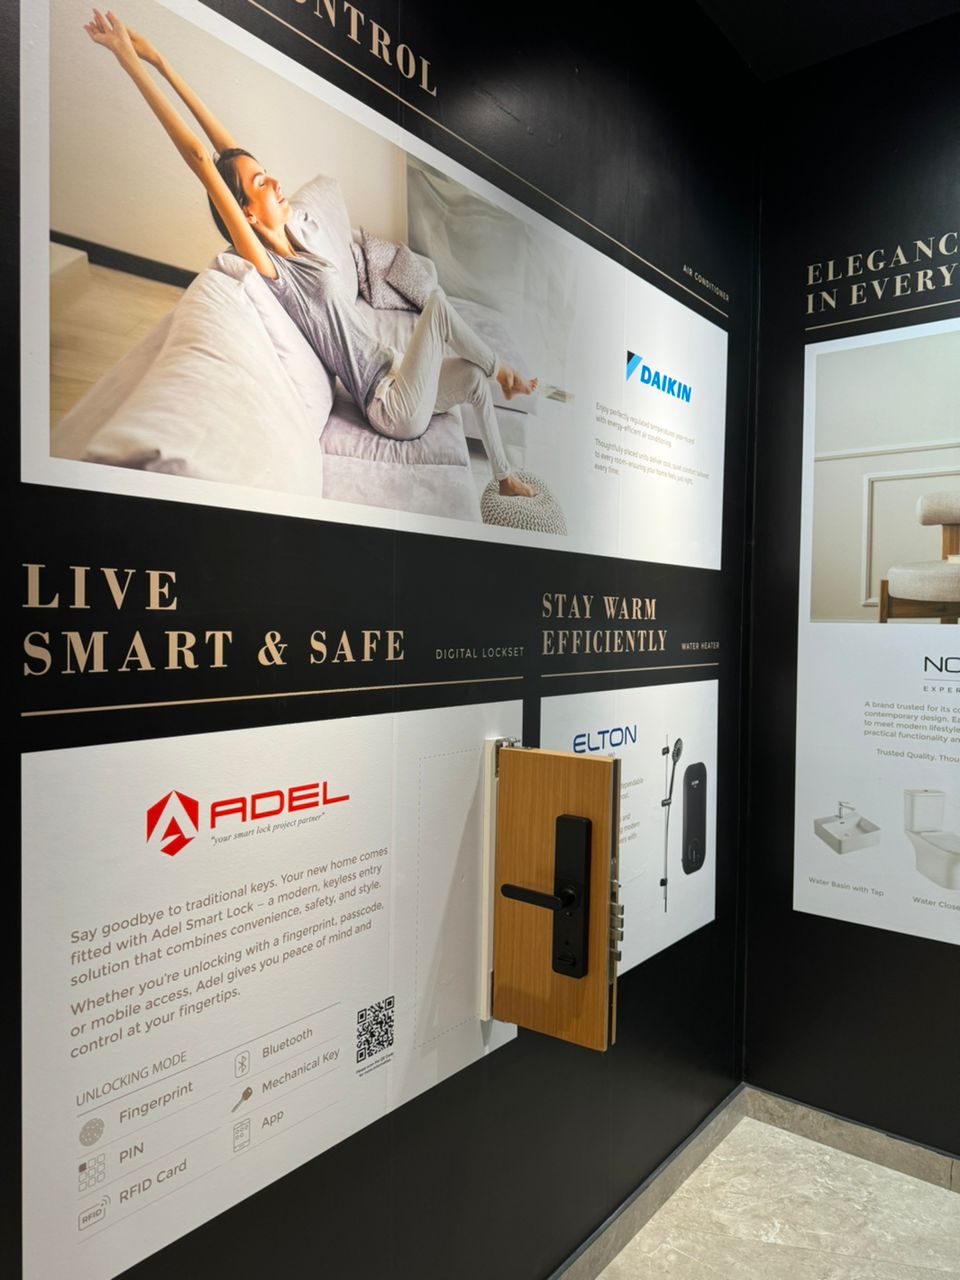 AIR CONDITIONER
DAIKIN
Enjoy perfectly regulated temperatures year-round
with energy-efficient air conditioning.
Thoughtfully placed units deliver cool, quiet comfort tailored
to every room—ensuring your home feels just right,
every time.
LIVE
SMART & SAFE
DIGITAL LOCKSET
ADEL
"your smart lock project partner"
Say goodbye to traditional keys. Your new home comes
fitted with Adel Smart Lock – a modern, keyless entry
solution that combines convenience, safety, and style.
Whether you're unlocking with a fingerprint, passcode,
or mobile access, Adel gives you peace of mind and
control at your fingertips.
UNLOCKING MODE
Fingerprint
PIN
RFID
RFID Card
Bluetooth
Mechanical Key
App
STAY WARM
EFFICIENTLY
WATER HEATER
ELTON
ELEGANC
IN EVERY
NO
EXPER
A brand trusted for its
contemporary design.
to meet modern lifestyle
practical functionality
Trusted Quality.
Water Basin with Tap
Water Close